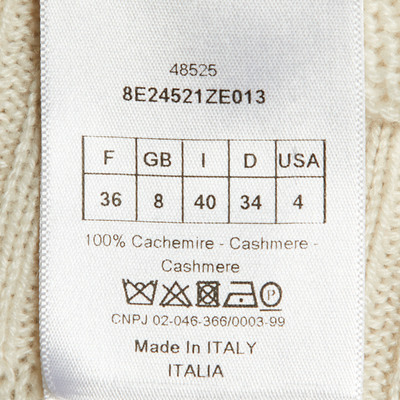 48525
8E24521ZE013
F GB I D USA
36 8 40 34 4
100% Cachemire - Cashmere -
Cashmere
P
CNPJ 02-046-366/0003-99
Made In ITALY
ITALIA